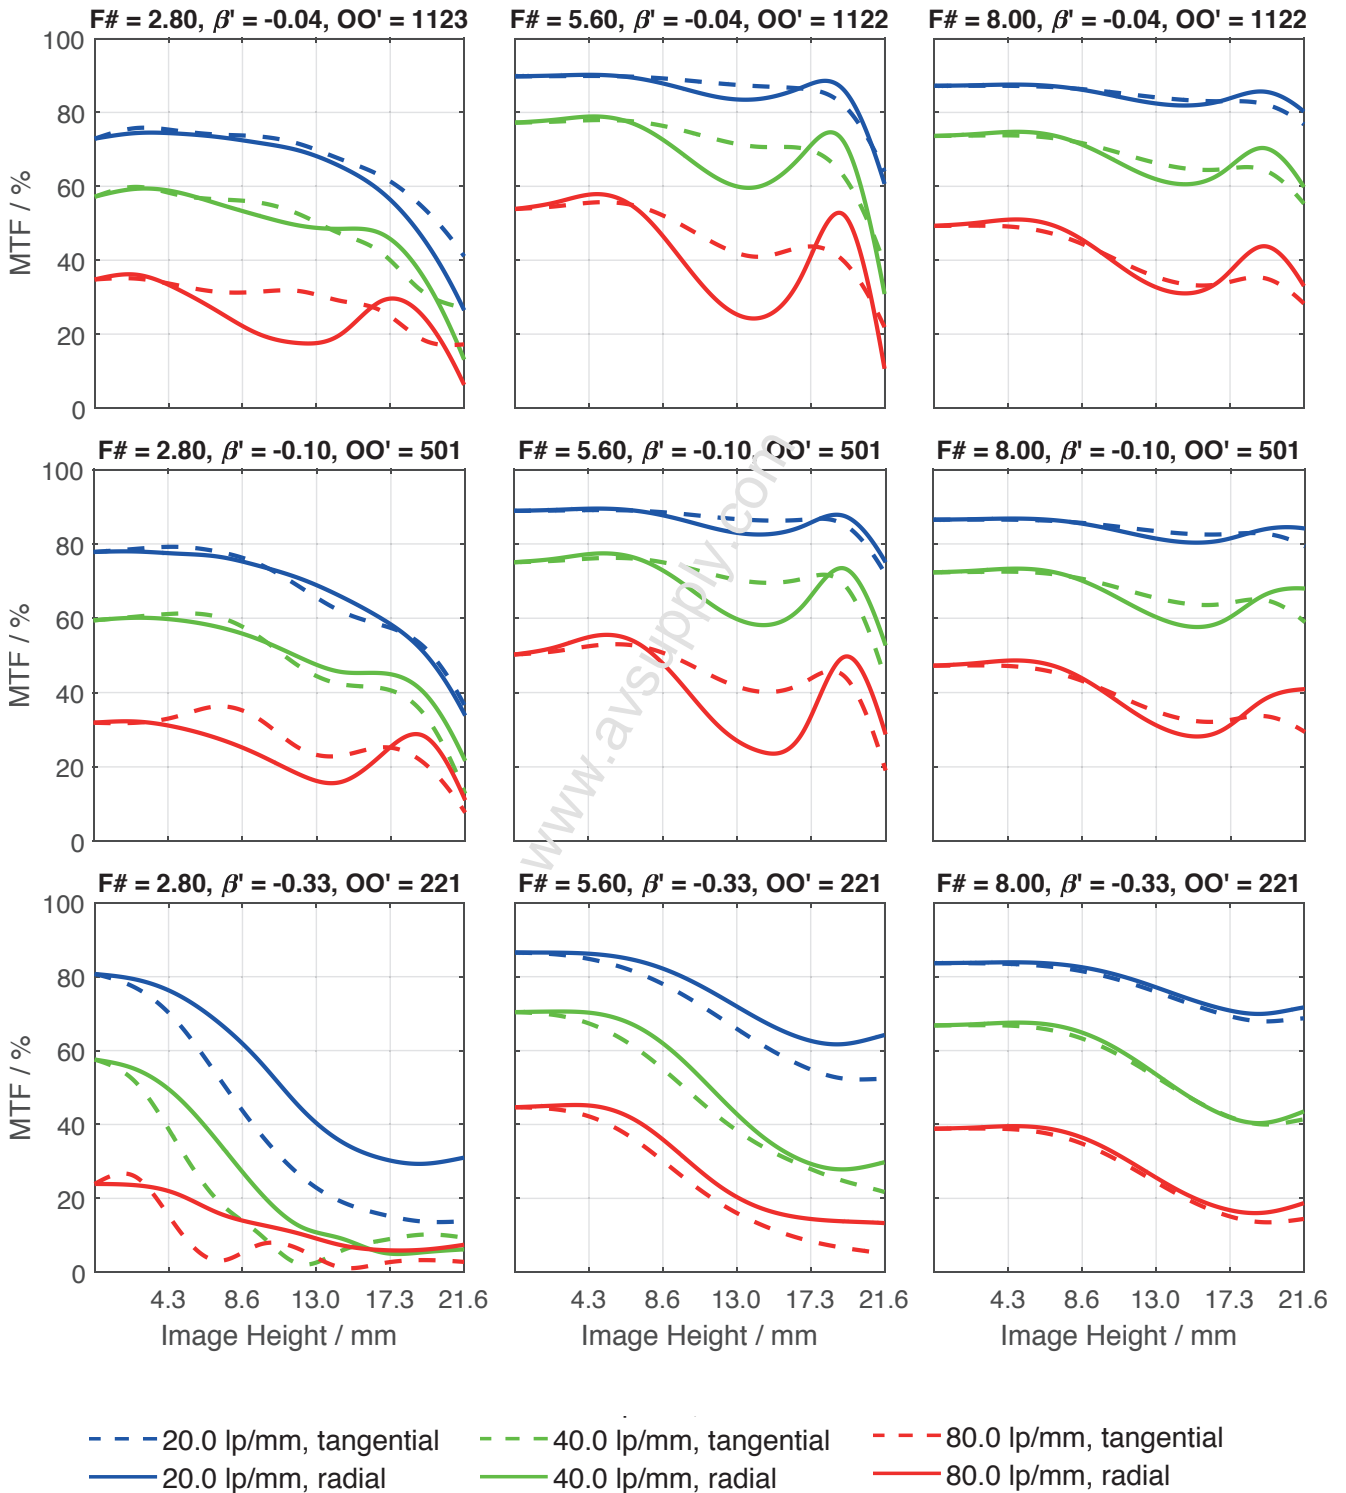 F# = 2.80, β' = -0.04, OO' = 1123
F# = 5.60, β' = -0.04, OO' = 1122
F# = 8.00, β' = -0.04, OO' = 1122
100
80
60
40
20
0
MTF / %
F# = 2.80, β' = -0.10, OO' = 501
F# = 5.60, β' = -0.10, OO' = 501
F# = 8.00, β' = -0.10, OO' = 501
100
80
60
40
20
0
MTF / %
www.avsupply.com
F# = 2.80, β' = -0.33, OO' = 221
F# = 5.60, β' = -0.33, OO' = 221
F# = 8.00, β' = -0.33, OO' = 221
100
80
60
40
20
0
MTF / %
4.3 8.6 13.0 17.3 21.6
4.3 8.6 13.0 17.3 21.6
4.3 8.6 13.0 17.3 21.6
Image Height / mm
Image Height / mm
Image Height / mm
20.0 lp/mm, tangential
40.0 lp/mm, tangential
80.0 lp/mm, tangential
20.0 lp/mm, radial
40.0 lp/mm, radial
80.0 lp/mm, radial